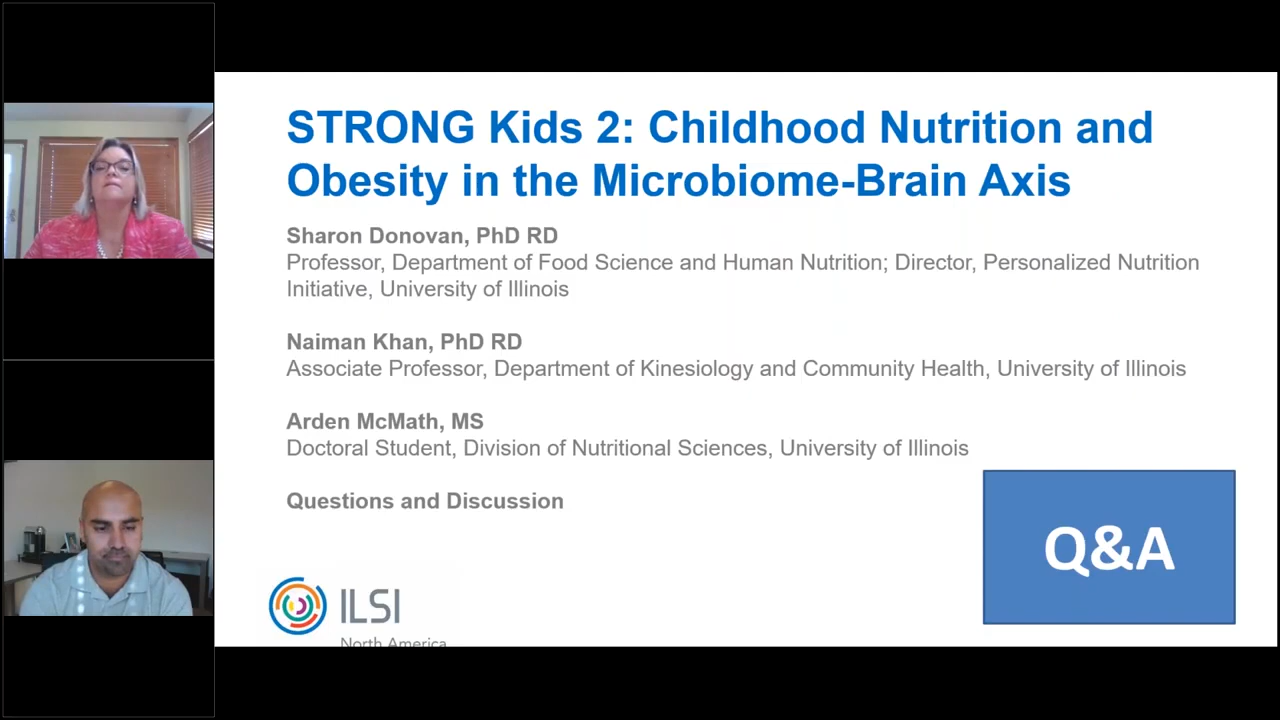 STRONG Kids 2: Childhood Nutrition and
Obesity in the Microbiome-Brain Axis
Sharon Donovan, PhD RD
Professor, Department of Food Science and Human Nutrition; Director, Personalized Nutrition
Initiative, University of Illinois
Naiman Khan, PhD RD
Associate Professor, Department of Kinesiology and Community Health, University of Illinois
Arden McMath, MS
Doctoral Student, Division of Nutritional Sciences, University of Illinois
Questions and Discussion
Q&A
ILSI
North America